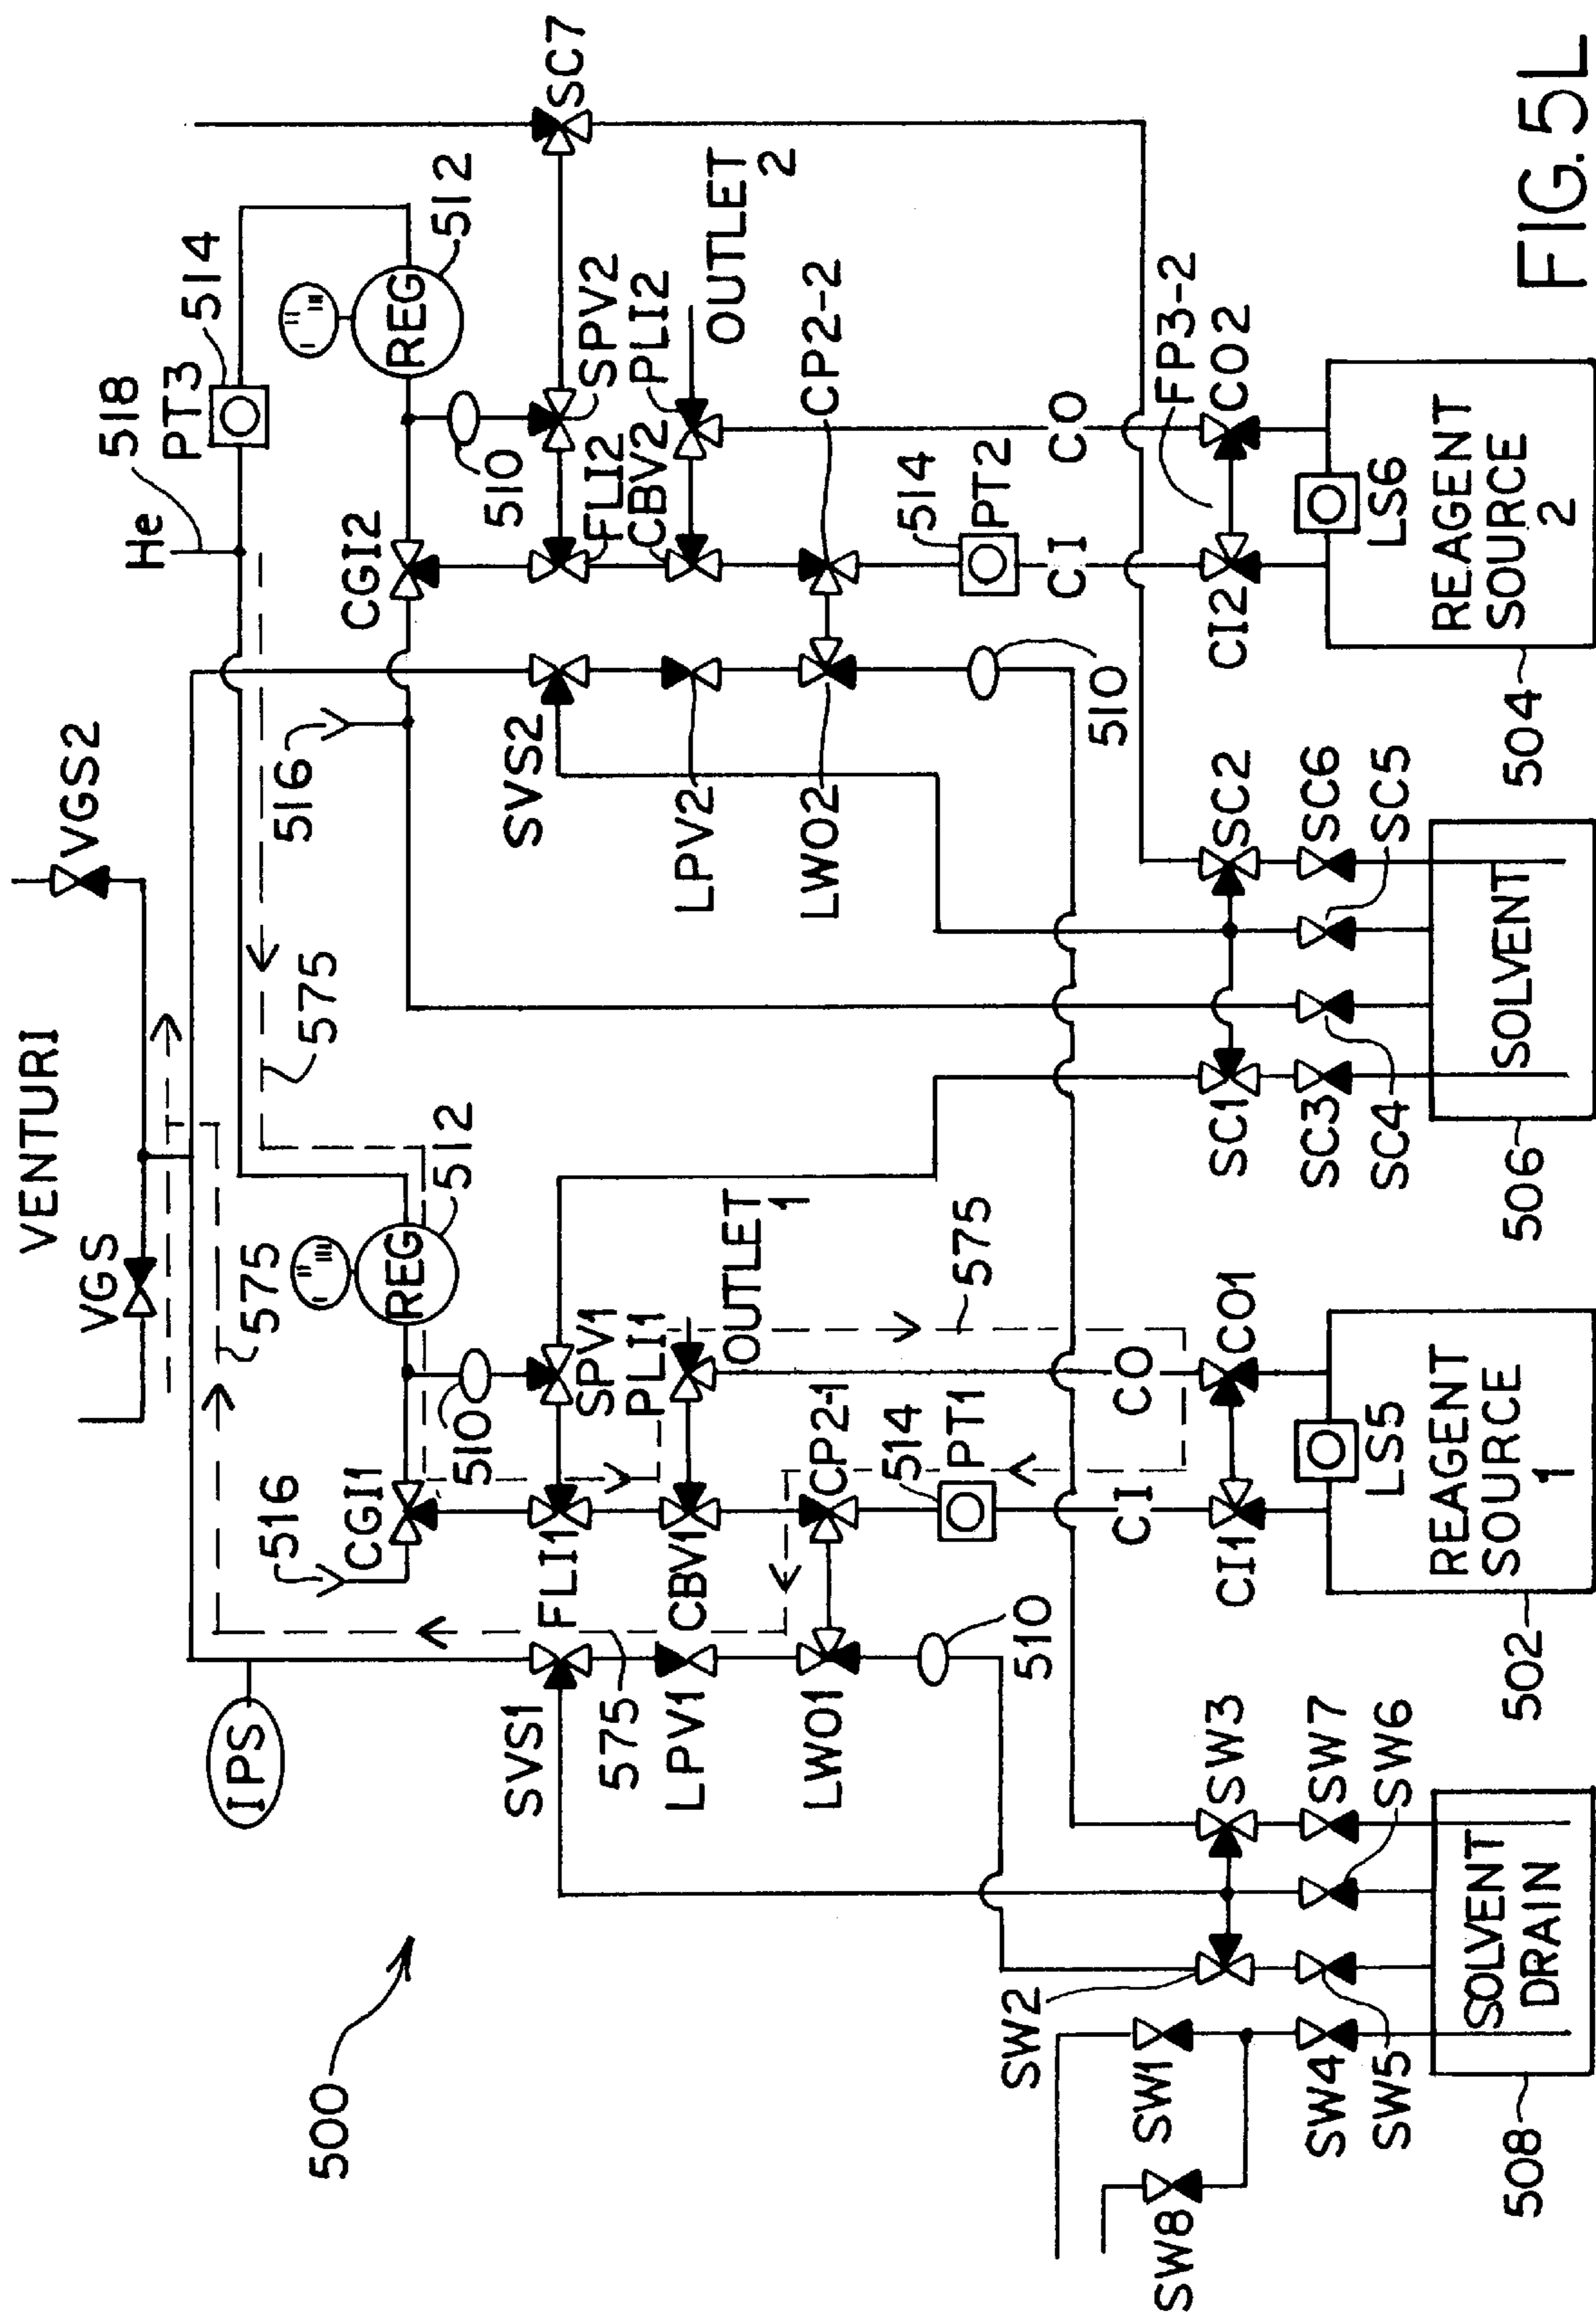 VENTURI
VGS
VGS2
He
518
PT3
514
512
REG
SC7
516
CGI2
510
SPV2
FLI2
CBV2
PLI2
OUTLET
2
CP2-2
514
PT2
CI
CO
FP3-2
CI2
CO2
LS6
REAGENT
SOURCE
2
504
SVS2
LPV2
LWO2
510
575
575
512
REG
516
CGI1
510
SPV1
PLI1
OUTLET
1
FLI1
CBV1
CP2-1
514
PT1
CI
CO
575
CI1
CO1
LS5
REAGENT
SOURCE
1
502
IPS
SVS1
575
LPV1
LWO1
510
SC1
SC2
SC3
SC4
SC5
SC6
SOLVENT
506
500
SW1
SW2
SW3
SW4
SW5
SW6
SW7
SW8
SOLVENT
DRAIN
508
FIG. 5L